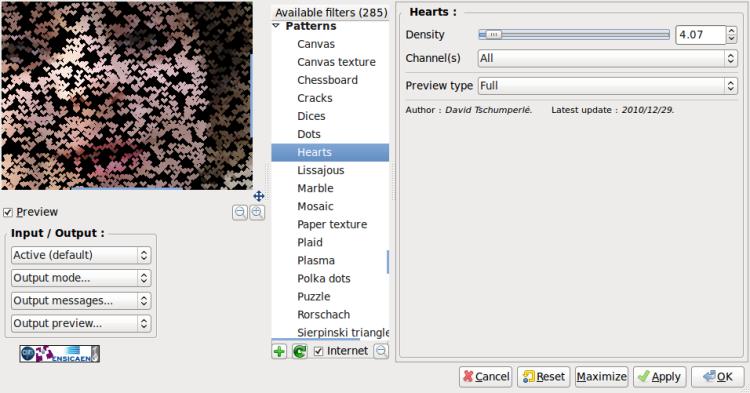 Available filters (285)
Patterns
Canvas
Canvas texture
Chessboard
Cracks
Dices
Dots
Hearts
Lissajous
Marble
Mosaic
Paper texture
Plaid
Plasma
Polka dots
Puzzle
Rorschach
Sierpinski triangle
Internet
Preview
Input / Output :
Active (default)
Output mode...
Output messages...
Output preview...
ENSICAEN
Hearts :
Density 4.07
Channel(s) All
Preview type Full
Author : David Tschumperlé. Latest update : 2010/12/29.
Cancel Reset Maximize Apply OK